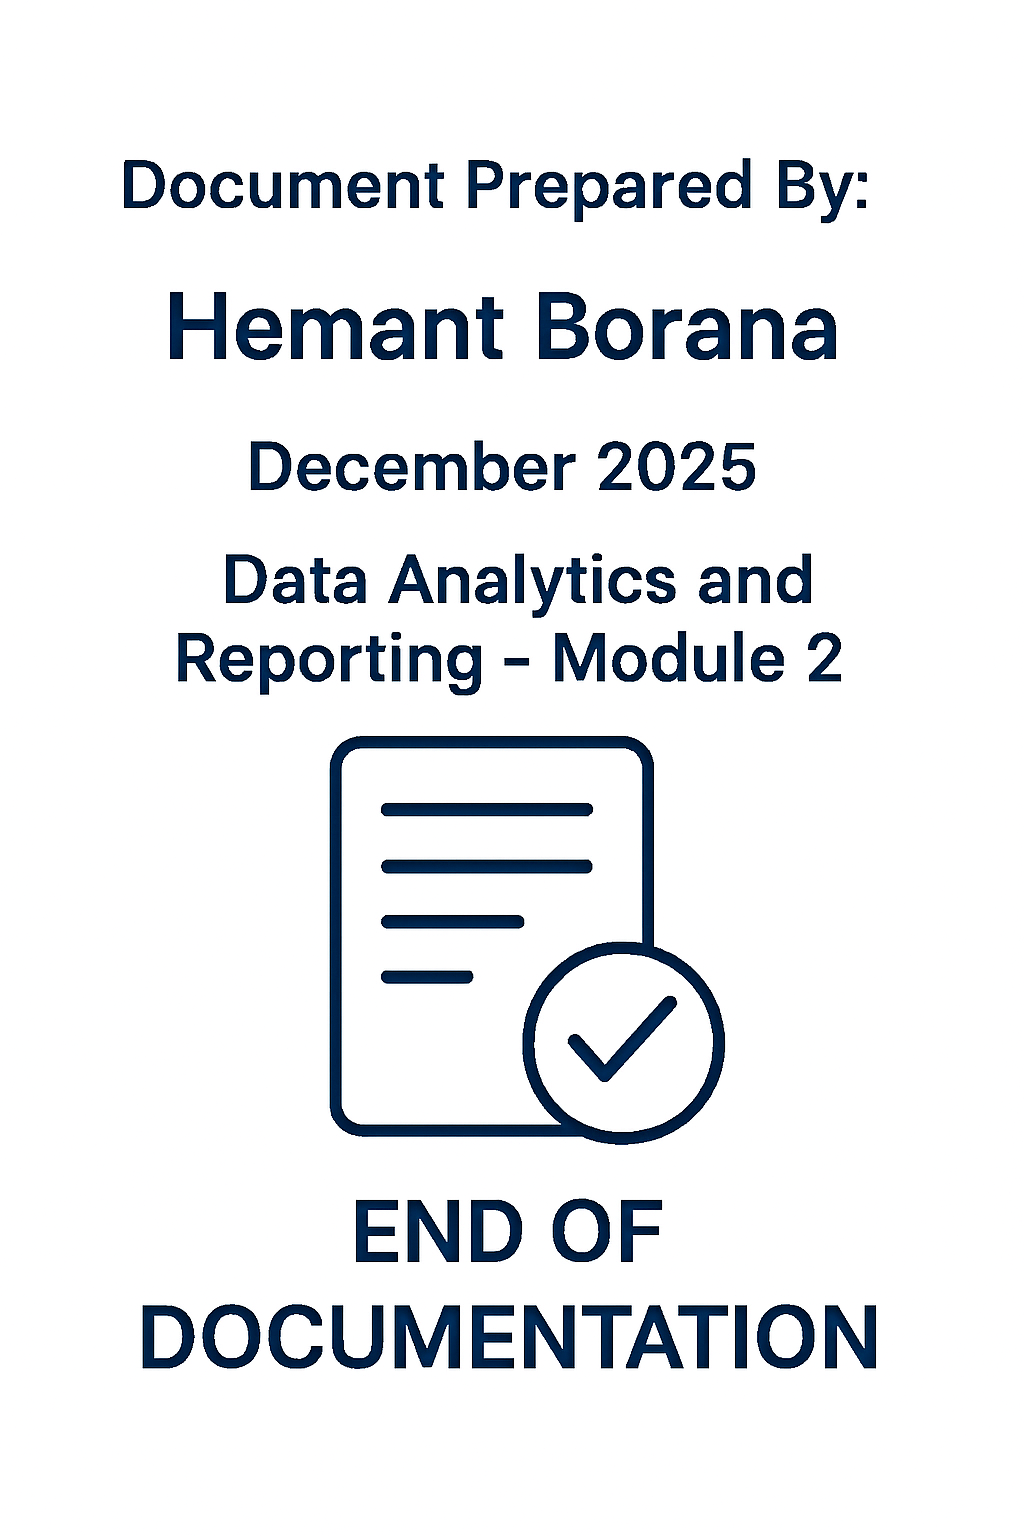 Document Prepared By:
Hemant Borana
December 2025
Data Analytics and
Reporting – Module 2
END OF
DOCUMENTATION